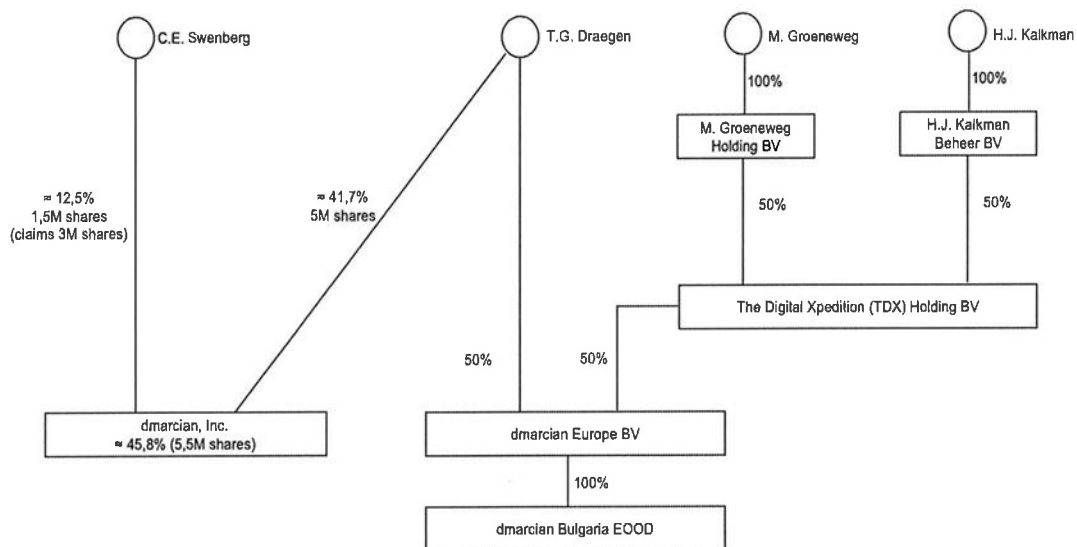 C.E. Swenberg
T.G. Draegen
M. Groeneweg
H.J. Kalkman
100%
100%
M. Groeneweg
Holding BV
H.J. Kalkman
Beheer BV
≈ 12,5%
1,5M shares
(claims 3M shares)
≈ 41,7%
5M shares
50%
50%
The Digital Xpedition (TDX) Holding BV
50%
50%
dmarcian, Inc.
≈ 45,8% (5,5M shares)
dmarcian Europe BV
100%
dmarcian Bulgaria EOOD